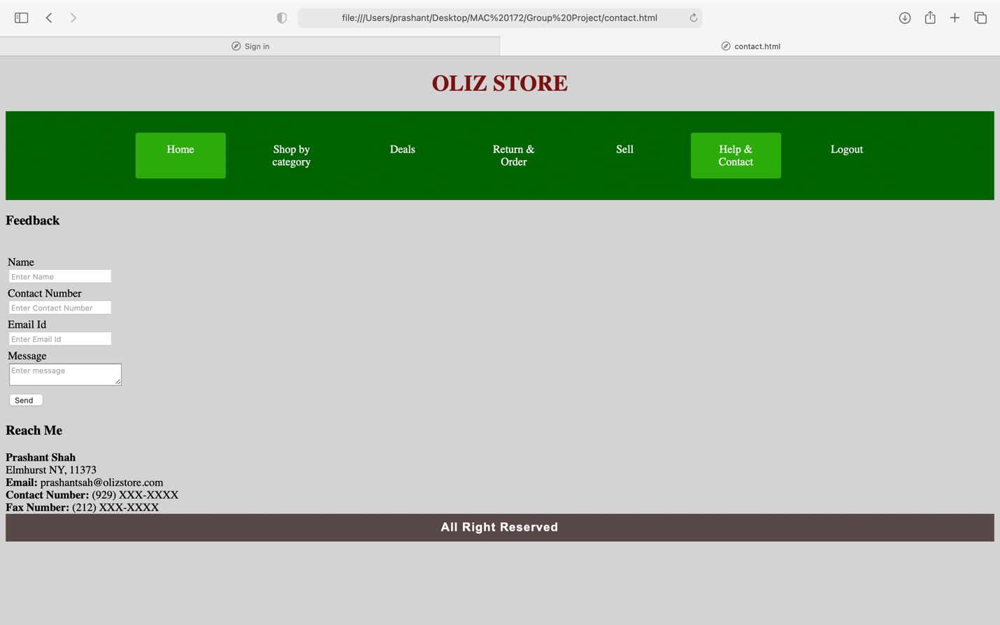 file:///Users/prashant/Desktop/MAC%20172/Group%20Project/contact.html
Sign in
contact.html
OLIZ STORE
Home
Shop by
category
Deals
Return &
Order
Sell
Help &
Contact
Logout
Feedback
Name
Enter Name
Contact Number
Enter Contact Number
Email Id
Enter Email Id
Message
Enter message
Send
Reach Me
Prashant Shah
Elmhurst NY, 11373
Email: prashantsah@olizstore.com
Contact Number: (929) XXX-XXXX
Fax Number: (212) XXX-XXXX
All Right Reserved